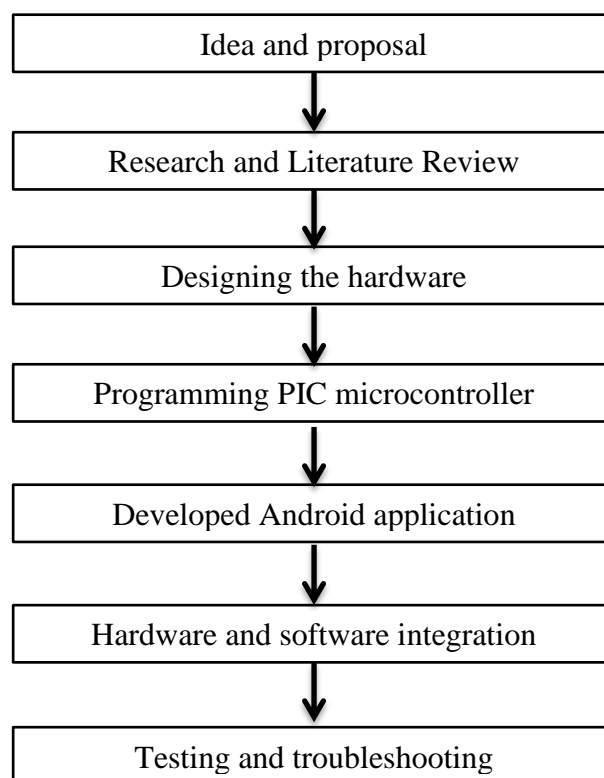 Idea and proposal
Research and Literature Review
Designing the hardware
Programming PIC microcontroller
Developed Android application
Hardware and software integration
Testing and troubleshooting